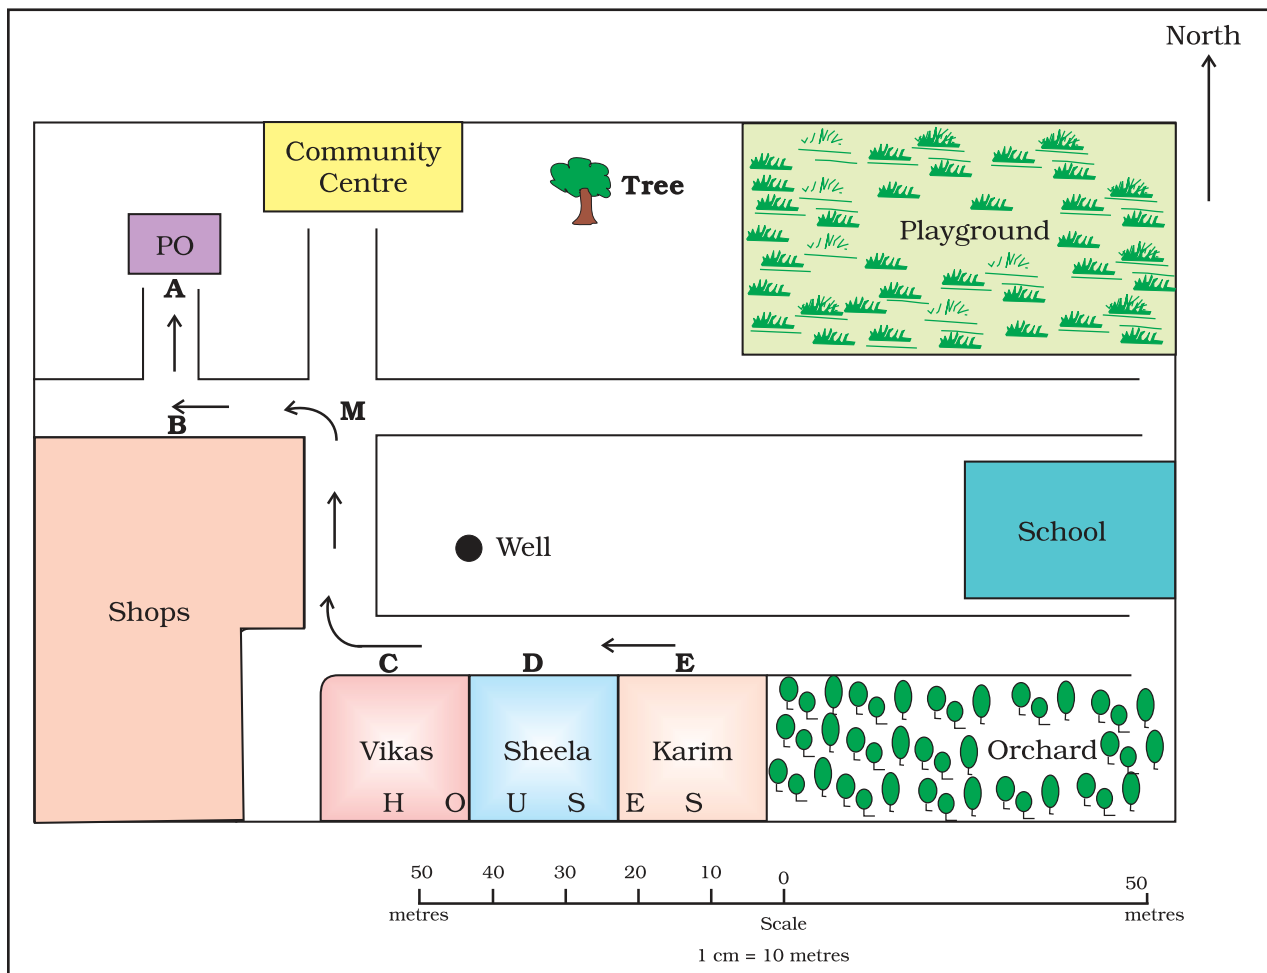 North
Community
Centre
Tree
PO
Playground
A
M
B
School
Well
Shops
C D E
Vikas Sheela Karim Orchard
H O U S E S
50 40 30 20 10 0 50
metres metres
Scale
1 cm = 10 metres